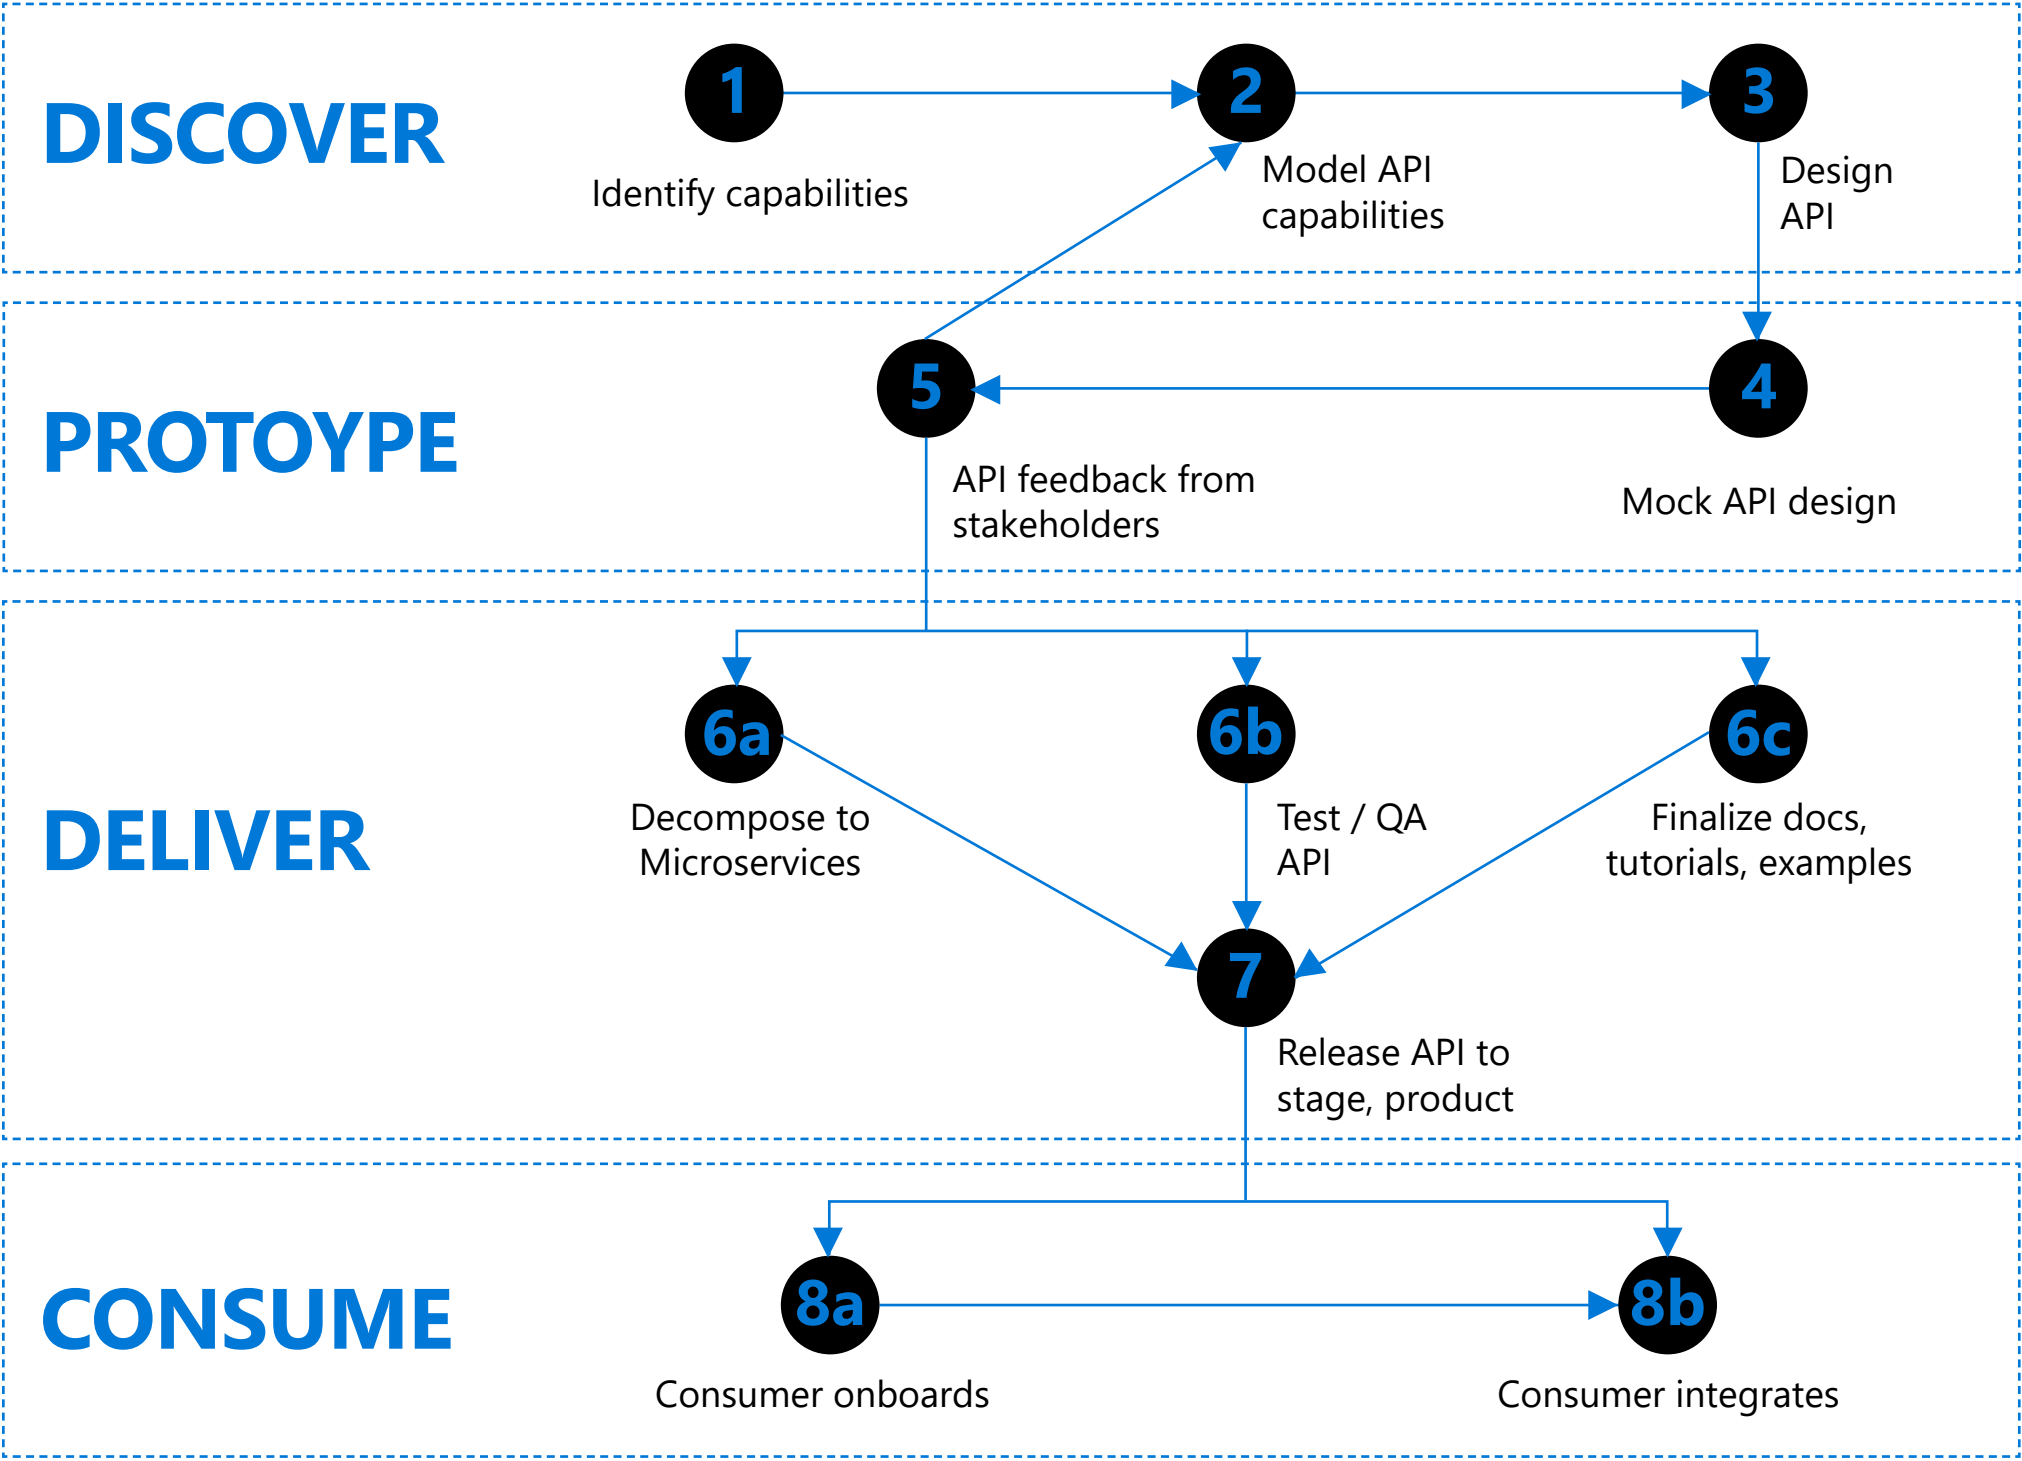 DISCOVER
1
2
3
Identify capabilities
Model API
capabilities
Design
API
PROTOYPE
5
4
API feedback from
stakeholders
Mock API design
DELIVER
6a
6b
6c
Decompose to
Microservices
Test / QA
API
Finalize docs,
tutorials, examples
7
Release API to
stage, product
CONSUME
8a
8b
Consumer onboards
Consumer integrates